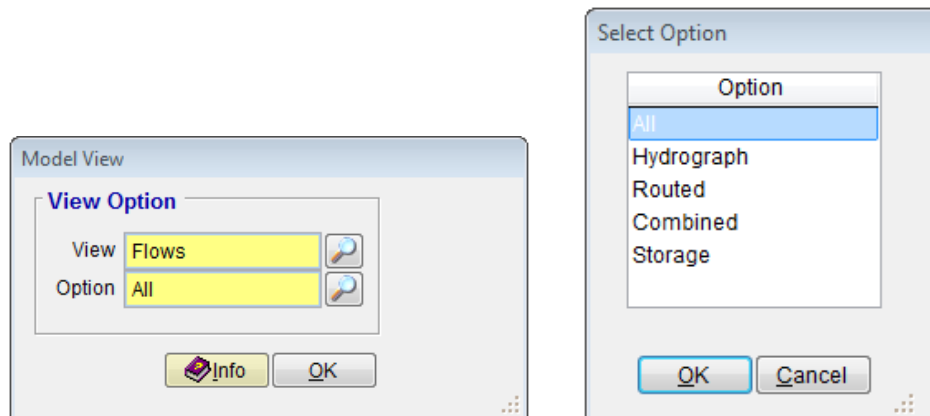 Model View
View Option
View Flows
Option All
Info OK
Select Option
Option
All
Hydrograph
Routed
Combined
Storage
OK Cancel